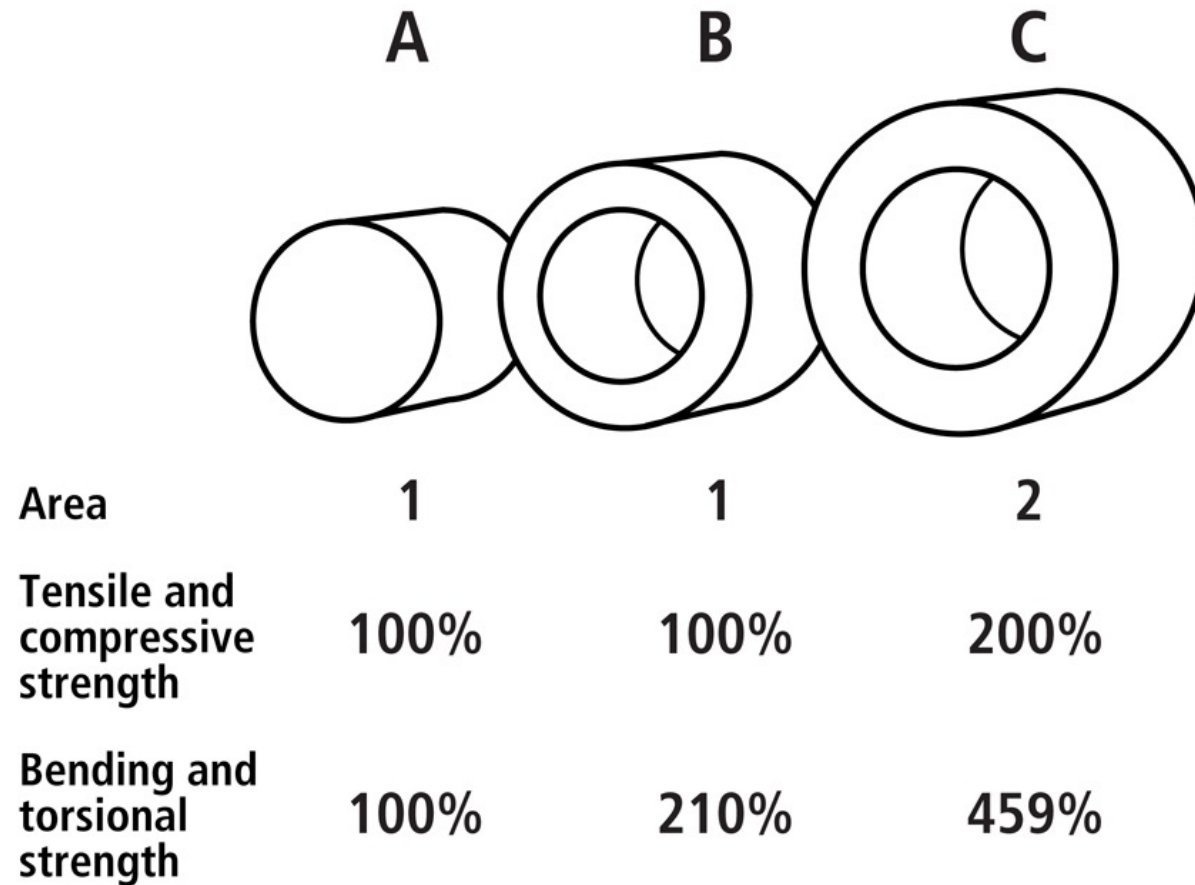 A B C
Area 1 1 2
Tensile and
compressive 100% 100% 200%
strength
Bending and
torsional 100% 210% 459%
strength